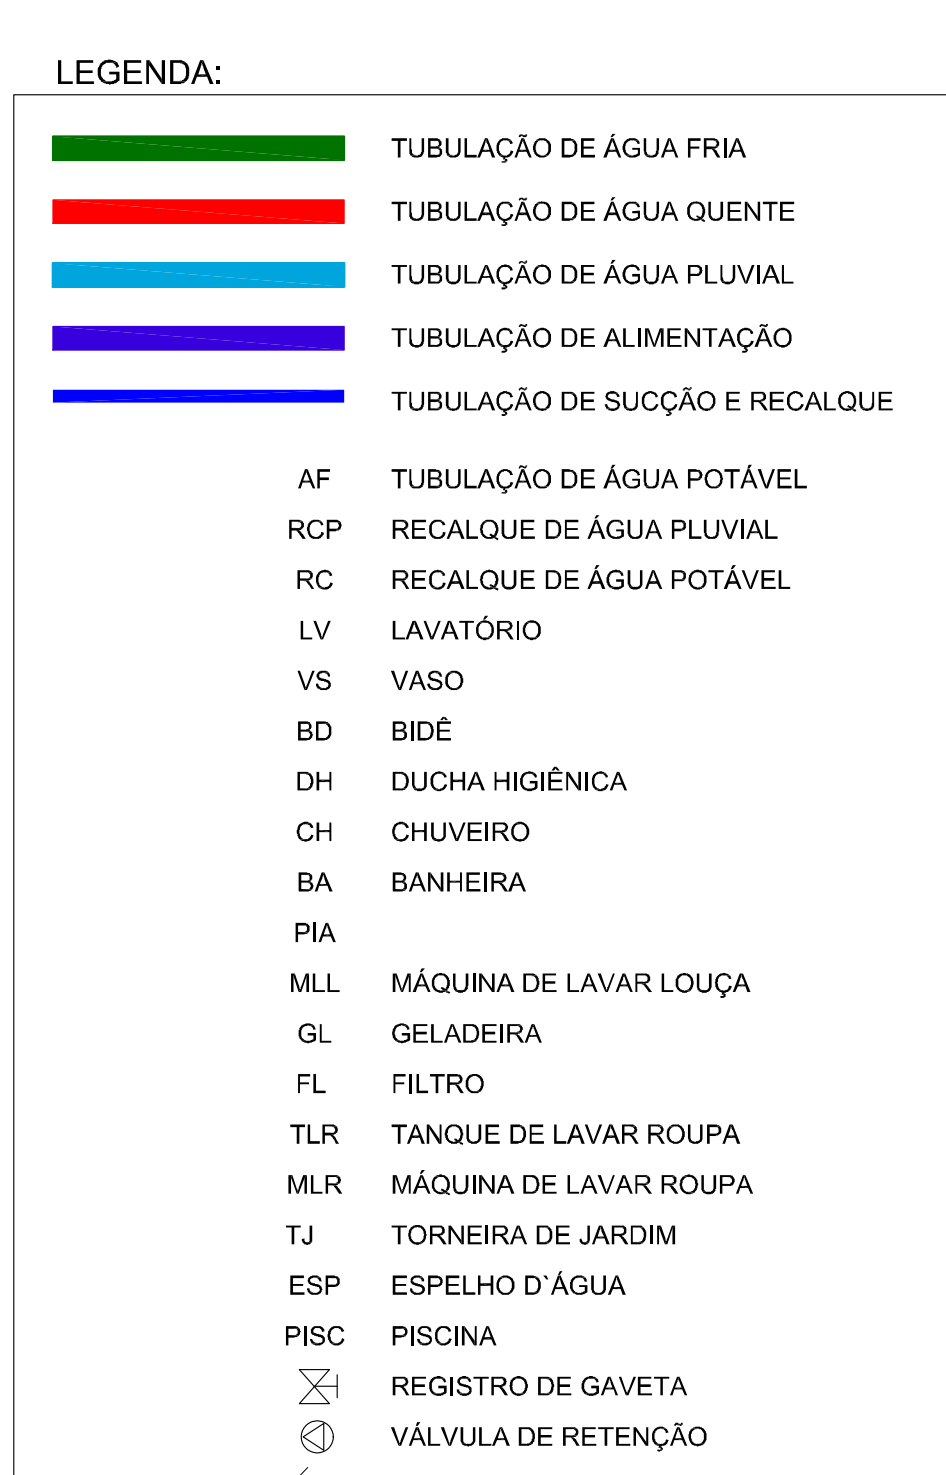 LEGENDA:
TUBULAÇÃO DE ÁGUA FRIA
TUBULAÇÃO DE ÁGUA QUENTE
TUBULAÇÃO DE ÁGUA PLUVIAL
TUBULAÇÃO DE ALIMENTAÇÃO
TUBULAÇÃO DE SUCÇÃO E RECALQUE
AF TUBULAÇÃO DE ÁGUA POTÁVEL
RCP RECALQUE DE ÁGUA PLUVIAL
RC RECALQUE DE ÁGUA POTÁVEL
LV LAVATÓRIO
VS VASO
BD BIDÊ
DH DUCHA HIGIÊNICA
CH CHUVEIRO
BA BANHEIRA
PIA
MLL MÁQUINA DE LAVAR LOUÇA
GL GELADEIRA
FL FILTRO
TLR TANQUE DE LAVAR ROUPA
MLR MÁQUINA DE LAVAR ROUPA
TJ TORNEIRA DE JARDIM
ESP ESPELHO D`ÁGUA
PISC PISCINA
REGISTRO DE GAVETA
VÁLVULA DE RETENÇÃO